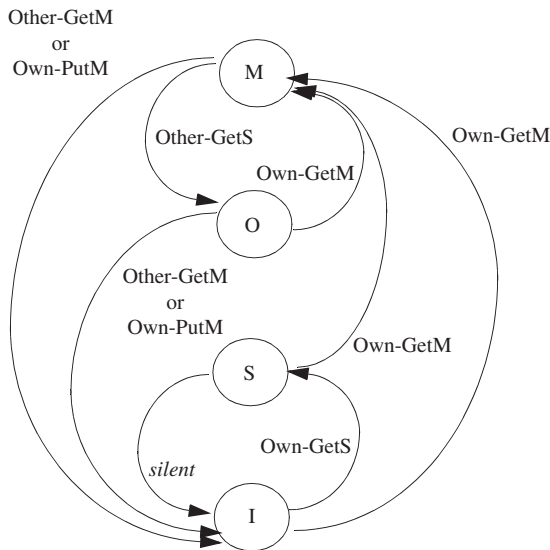 Other-GetM
or
Own-PutM
M
Other-GetS
Own-GetM
Own-GetM
O
Other-GetM
or
Own-PutM
S
Own-GetM
Own-GetS
silent
I